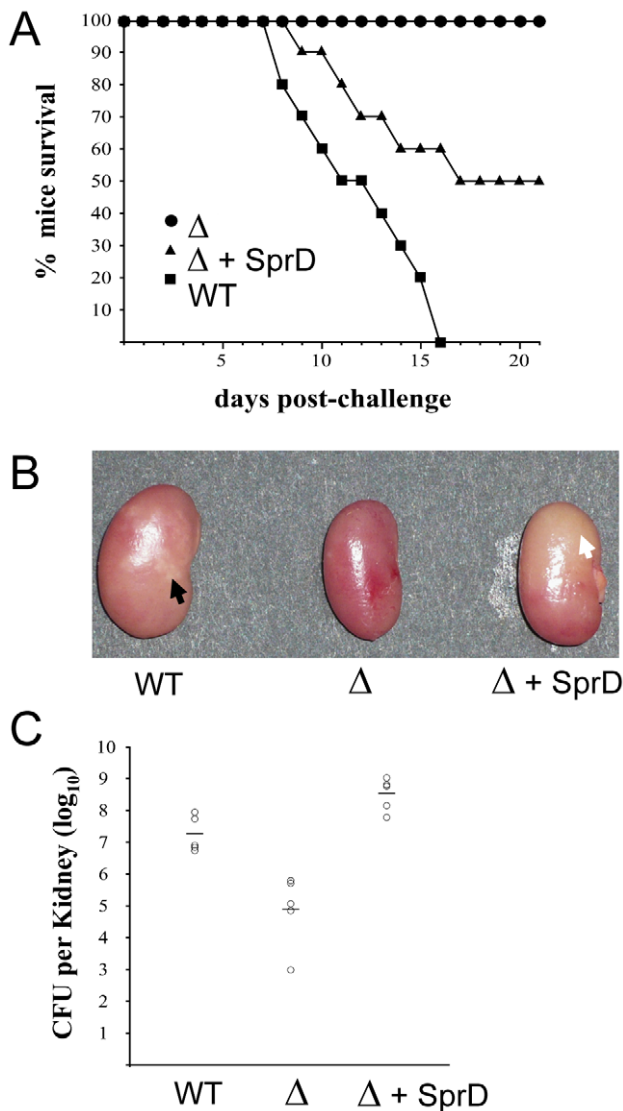 A
% mice survival
100
90
80
70
60
50
40
30
20
10
Δ
Δ + SprD
WT
5 10 15 20
days post-challenge
B
WT Δ Δ + SprD
C
CFU per Kidney (log10)
10
9
8
7
6
5
4
3
2
1
WT Δ Δ + SprD